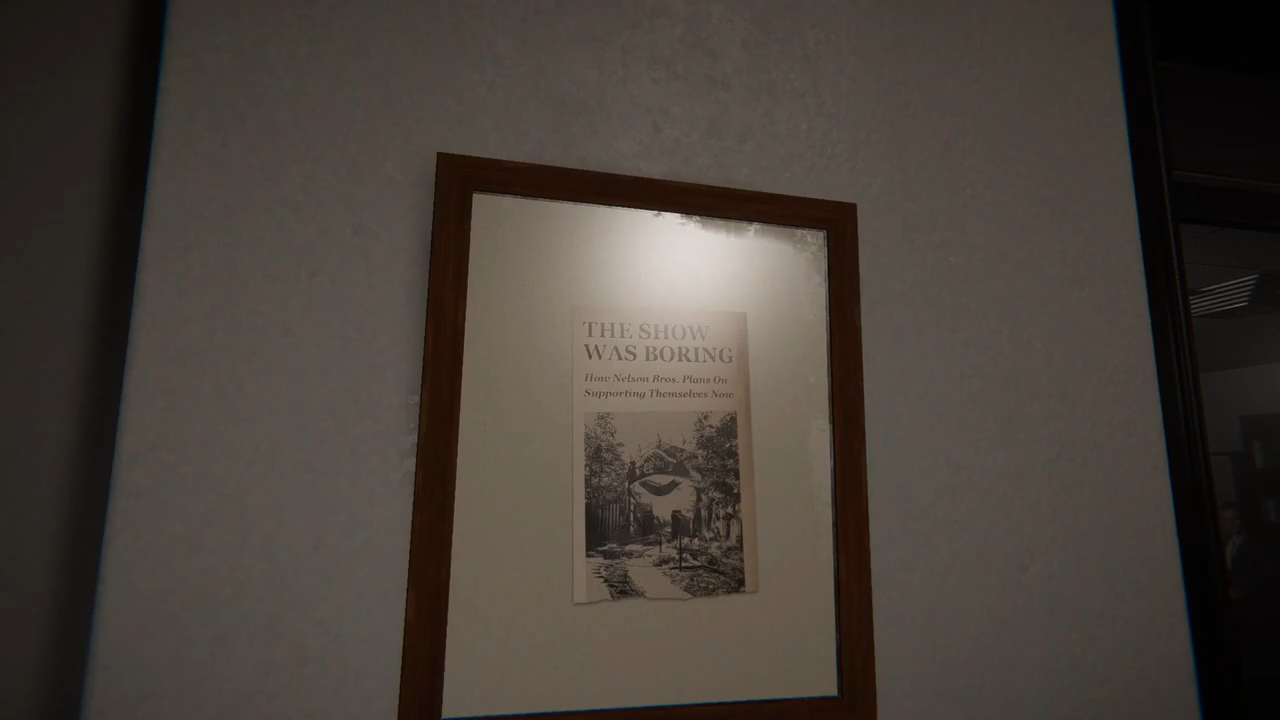 THE SHOW
WAS BORING
How Nelson Bros. Plans On
Supporting Themselves Now